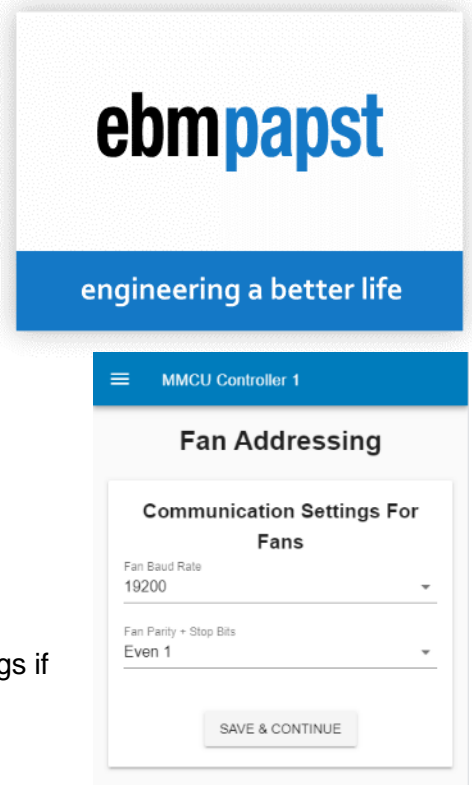 ebmpapst
engineering a better life
MMCU Controller 1
Fan Addressing
Communication Settings For
Fans
Fan Baud Rate
19200
Fan Parity + Stop Bits
Even 1
gs if
SAVE & CONTINUE